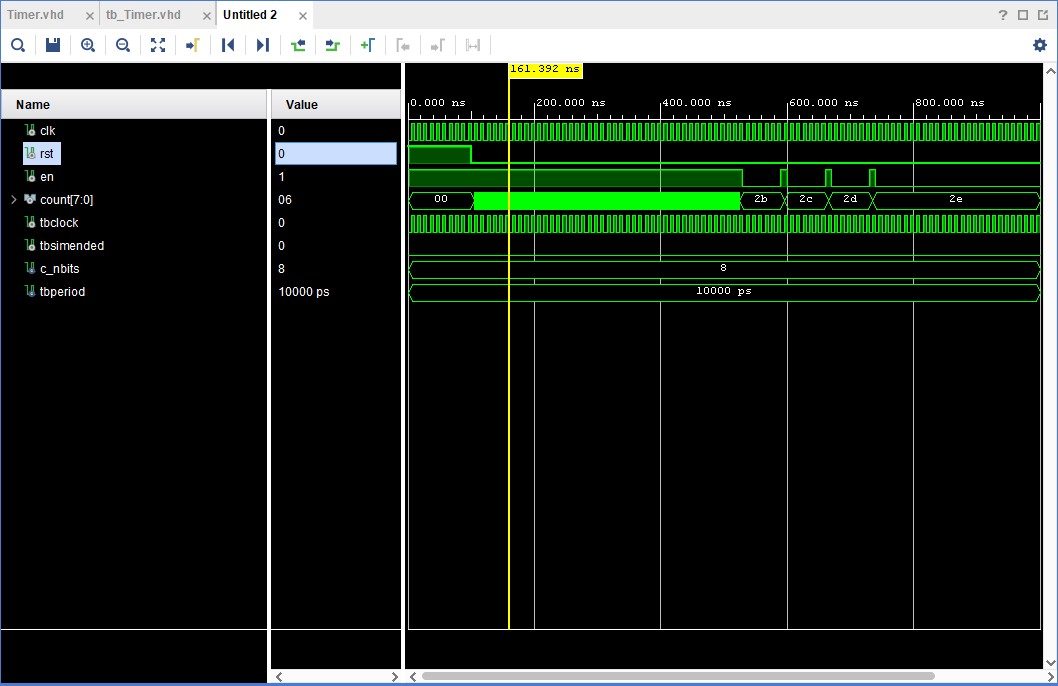 Timer.vhd tb_Timer.vhd Untitled 2
161.392 ns
Name Value 0.000 ns 200.000 ns 400.000 ns 600.000 ns 800.000 ns
clk 0
rst 0
en 1
count[7:0] 06 00 2b 2c 2d 2e
tbclock 0
tbsimended 0
c_nbits 8 8
tbperiod 10000 ps 10000 ps